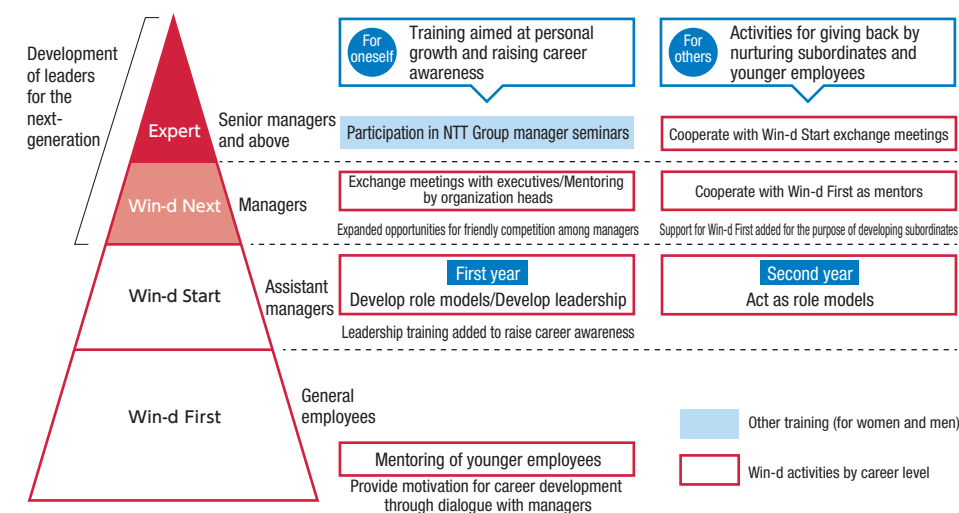 Development
of leaders
for the
next-
generation
For
oneself
Training aimed at personal
growth and raising career
awareness
For
others
Activities for giving back by
nurturing subordinates and
younger employees
Expert
Senior managers
and above
Participation in NTT Group manager seminars
Cooperate with Win-d Start exchange meetings
Win-d Next
Managers
Exchange meetings with executives/Mentoring
by organization heads
Cooperate with Win-d First as mentors
Expanded opportunities for friendly competition among managers
Support for Win-d First added for the purpose of developing subordinates
Win-d Start
Assistant
managers
First year
Develop role models/Develop leadership
Second year
Act as role models
Leadership training added to raise career awareness
Win-d First
General
employees
Mentoring of younger employees
Provide motivation for career development
through dialogue with managers
Other training (for women and men)
Win-d activities by career level